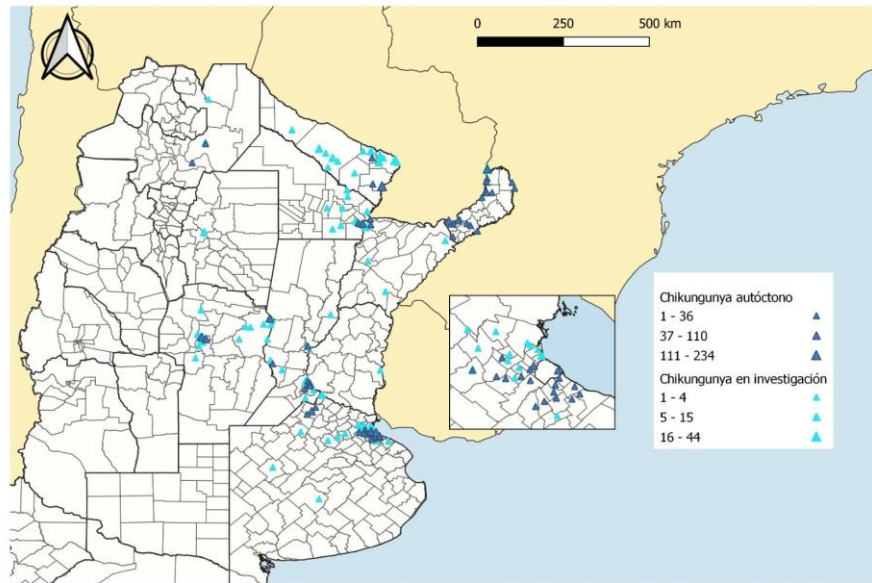 0 250 500 km
Chikungunya autóctono
1 - 36
37 - 110
111 - 234
Chikungunya en investigación
1 - 4
5 - 15
16 - 44